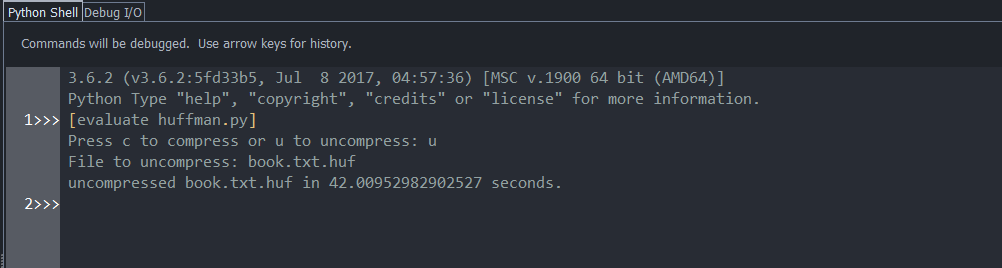 Python Shell Debug I/O
Commands will be debugged.  Use arrow keys for history.
3.6.2 (v3.6.2:5fd33b5, Jul  8 2017, 04:57:36) [MSC v.1900 64 bit (AMD64)]
Python Type "help", "copyright", "credits" or "license" for more information.
1>>> [evaluate huffman.py]
Press c to compress or u to uncompress: u
File to uncompress: book.txt.huf
uncompressed book.txt.huf in 42.00952982902527 seconds.
2>>>